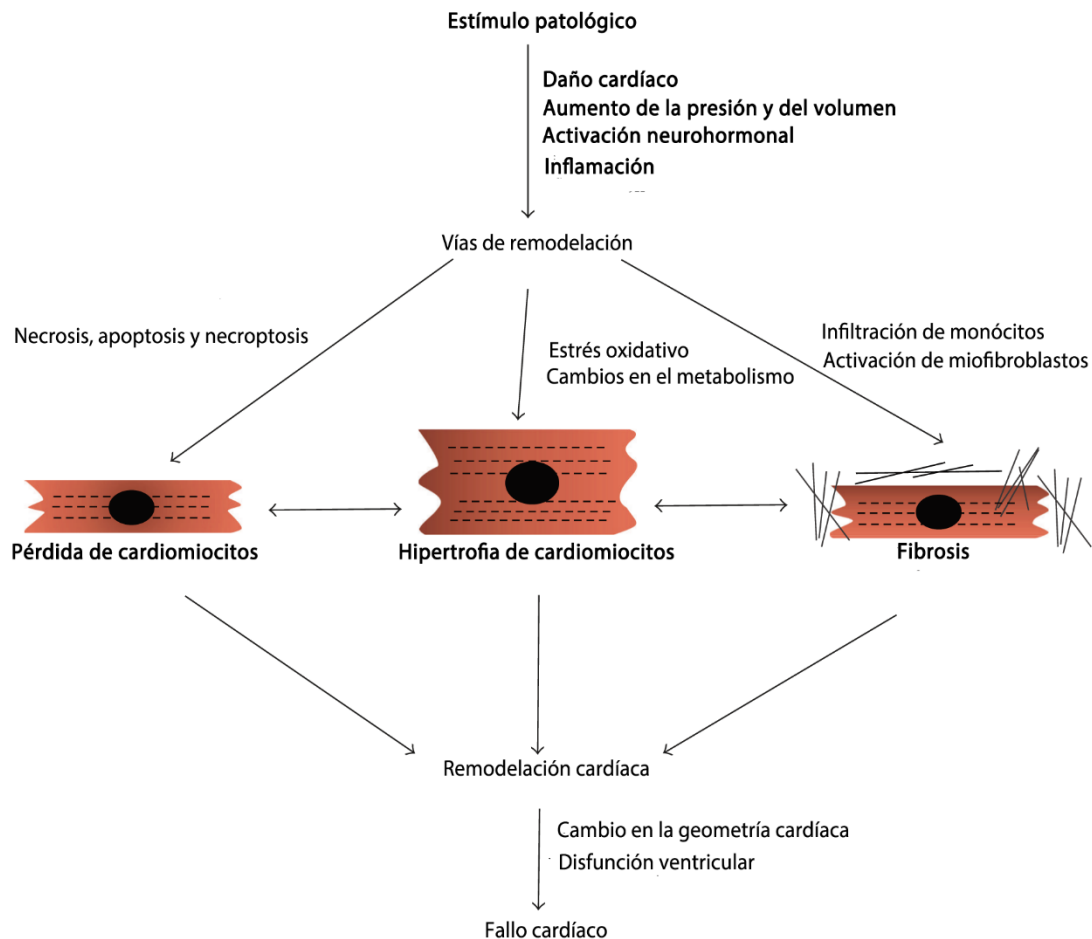 Estímulo patológico
Daño cardíaco
Aumento de la presión y del volumen
Activación neurohormonal
Inflamación
Vías de remodelación
Necrosis, apoptosis y necroptosis
Estrés oxidativo
Cambios en el metabolismo
Infiltración de monócitos
Activación de miofibroblastos
Pérdida de cardiomiocitos
Hipertrofia de cardiomiocitos
Fibrosis
Remodelación cardíaca
Cambio en la geometría cardíaca
Disfunción ventricular
Fallo cardíaco